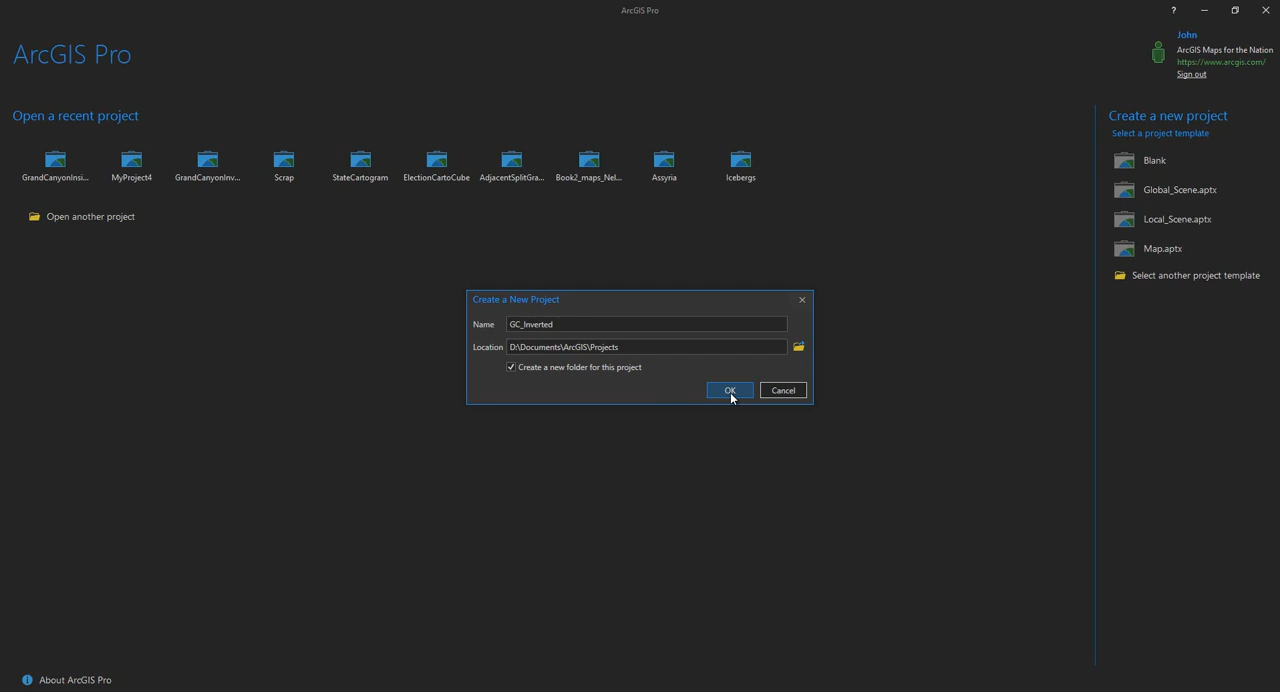 ArcGIS Pro
?
ArcGIS Pro
John
ArcGIS Maps for the Nation
https://www.arcgis.com/
Sign out
Open a recent project
GrandCanyonInsi... MyProject4 GrandCanyonInv... Scrap StateCartogram ElectionCartoCube AdjacentSplitGra... Book2_maps_Nel... Assyria Icebergs
Open another project
Create a new project
Select a project template
Blank
Global_Scene.aptx
Local_Scene.aptx
Map.aptx
Select another project template
Create a New Project
Name GC_Inverted
Location D:\Documents\ArcGIS\Projects
Create a new folder for this project
OK Cancel
About ArcGIS Pro